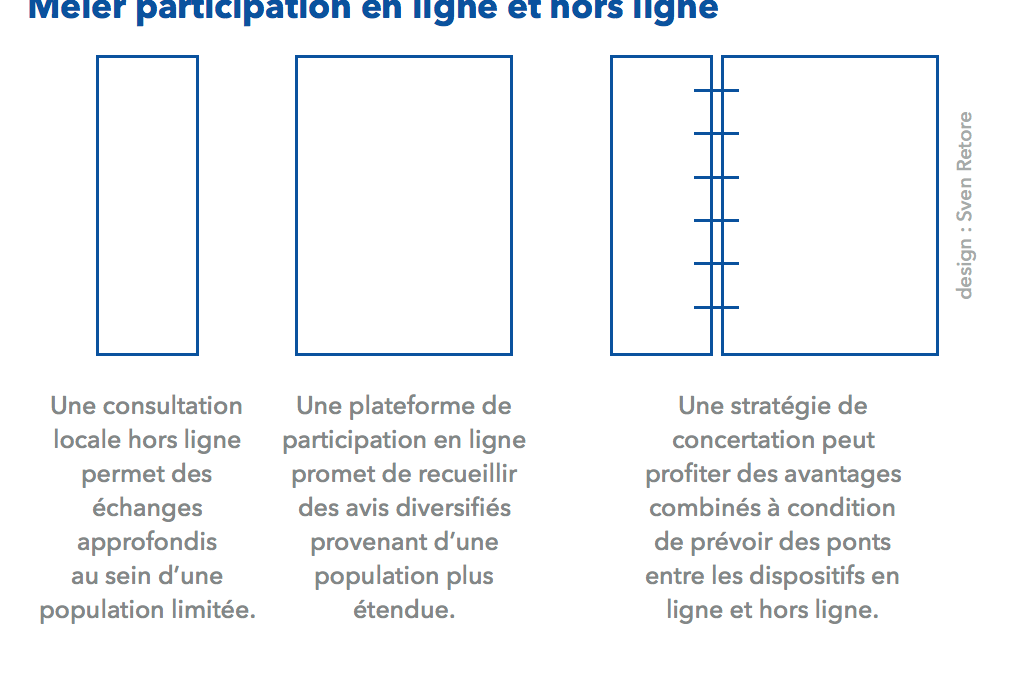 Mêler participation en ligne et hors ligne
Une consultation
locale hors ligne
permet des
échanges
approfondis
au sein d’une
population limitée.
Une plateforme de
participation en ligne
promet de recueillir
des avis diversifiés
provenant d’une
population plus
étendue.
Une stratégie de
concertation peut
profiter des avantages
combinés à condition
de prévoir des ponts
entre les dispositifs en
ligne et hors ligne.
design : Sven Retore